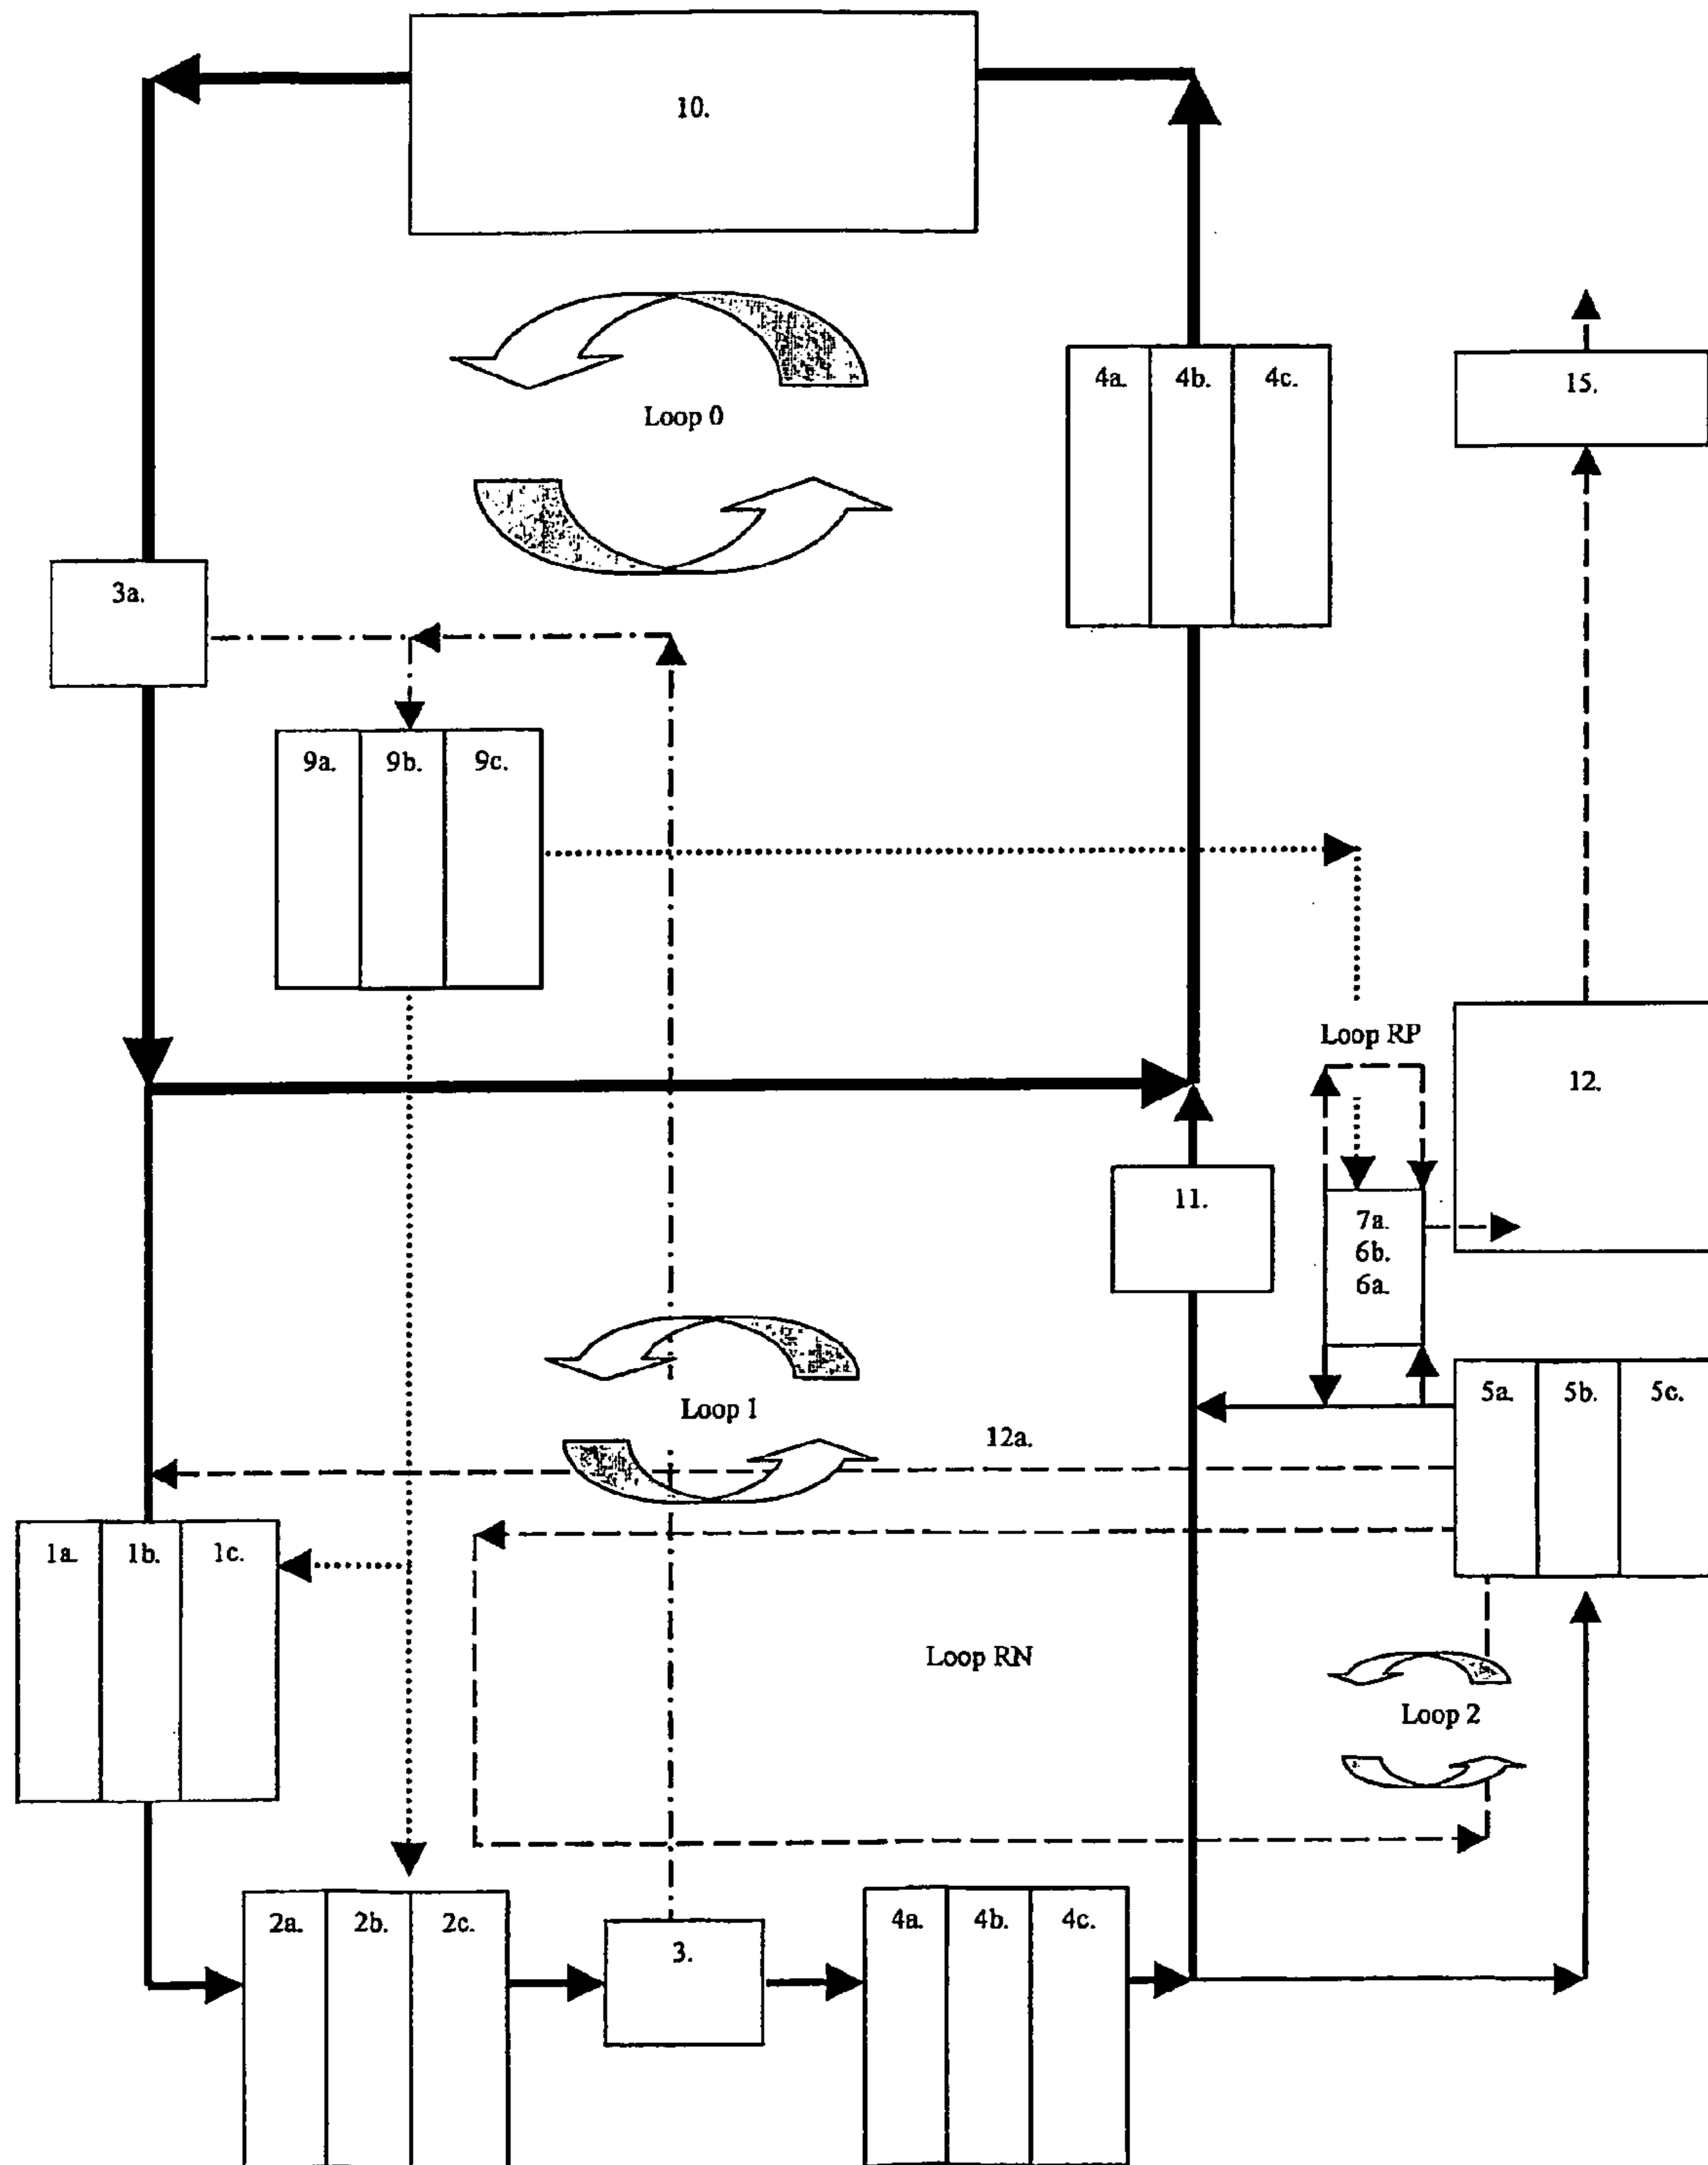 10.
4a. 4b. 4c.
15.
Loop 0
3a.
9a. 9b. 9c.
Loop RP
12.
11.
7a.
6b.
6a.
5a. 5b. 5c.
Loop 1
12a.
1a. 1b. 1c.
Loop RN
Loop 2
2a. 2b. 2c.
3.
4a. 4b. 4c.